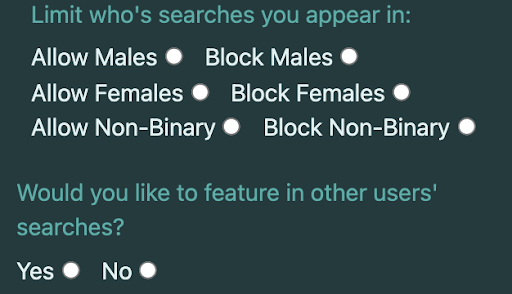 Limit who's searches you appear in:
Allow Males Block Males
Allow Females Block Females
Allow Non-Binary Block Non-Binary
Would you like to feature in other users'
searches?
Yes No